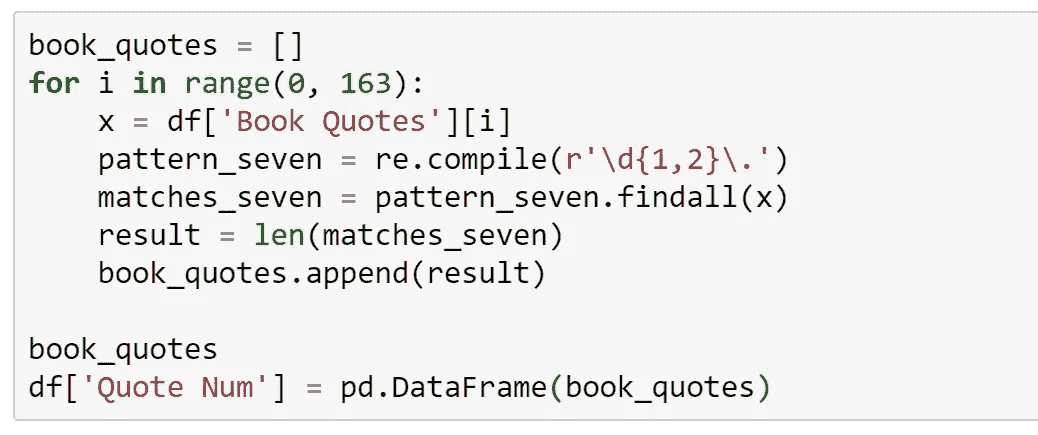 book_quotes = []
for i in range(0, 163):
    x = df['Book Quotes'][i]
    pattern_seven = re.compile(r'\d{1,2}\.')
    matches_seven = pattern_seven.findall(x)
    result = len(matches_seven)
    book_quotes.append(result)

book_quotes
df['Quote Num'] = pd.DataFrame(book_quotes)